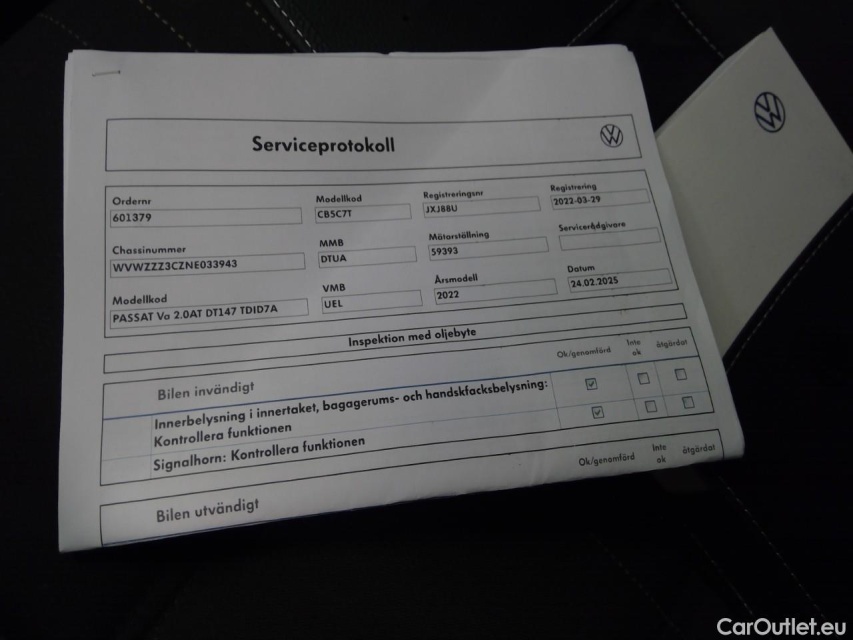 Serviceprotokoll
Ordernr
601379
Modellkod
CB5C7T
Registreringsnr
JXJ88U
Registrering
2022-03-29
Chassinummer
WVWZZZ3CZNE033943
MMB
DTUA
Mätarställning
59393
Servicerådgivare
Modellkod
PASSAT Va 2.0AT DT147 TDID7A
VMB
UEL
Årsmodell
2022
Datum
24.02.2025
Inspektion med oljebyte
Bilen invändigt
Ok/genomförd
Inte ok
åtgärdat
Innerbelysning i innertaket, bagagerums- och handskfacksbelysning:
Kontrollera funktionen
Signalhorn: Kontrollera funktionen
Bilen utvändigt
Ok/genomförd
Inte ok
åtgärdat
CarOutlet.eu